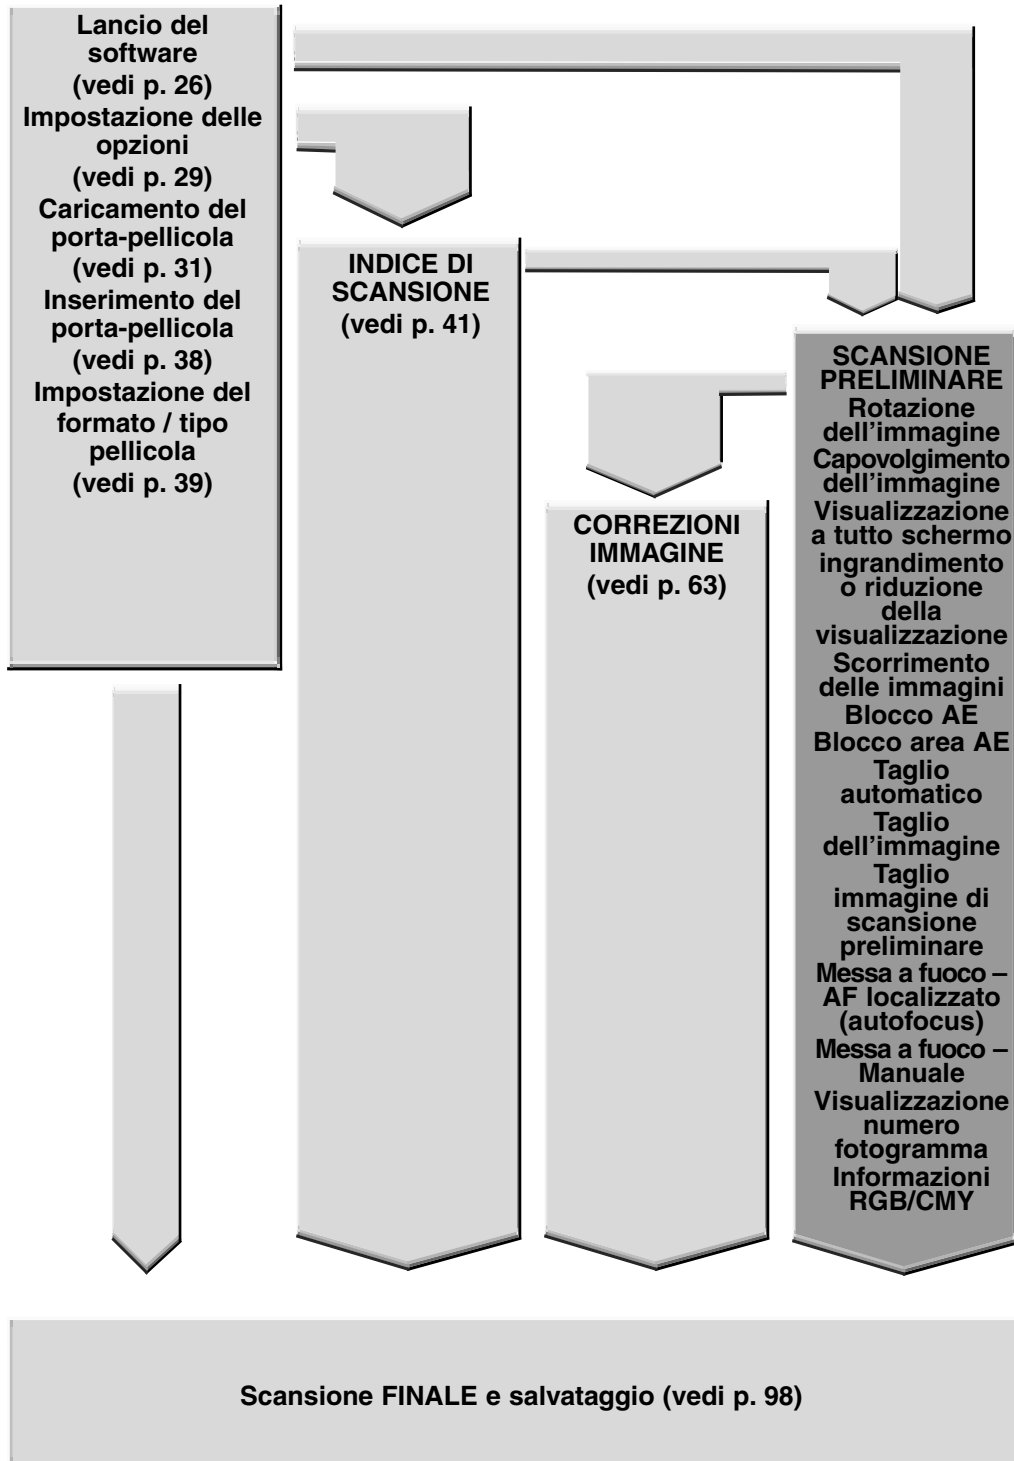 Lancio del
software
(vedi p. 26)
Impostazione delle
opzioni
(vedi p. 29)
Caricamento del
porta-pellicola
(vedi p. 31)
Inserimento del
porta-pellicola
(vedi p. 38)
Impostazione del
formato / tipo
pellicola
(vedi p. 39)
INDICE DI
SCANSIONE
(vedi p. 41)
CORREZIONI
IMMAGINE
(vedi p. 63)
SCANSIONE
PRELIMINARE
Rotazione
dell’immagine
Capovolgimento
dell’immagine
Visualizzazione
a tutto schermo
ingrandimento
o riduzione
della
visualizzazione
Scorrimento
delle immagini
Blocco AE
Blocco area AE
Taglio
automatico
Taglio
dell’immagine
Taglio
immagine di
scansione
preliminare
Messa a fuoco –
AF localizzato
(autofocus)
Messa a fuoco –
Manuale
Visualizzazione
numero
fotogramma
Informazioni
RGB/CMY
Scansione FINALE e salvataggio (vedi p. 98)